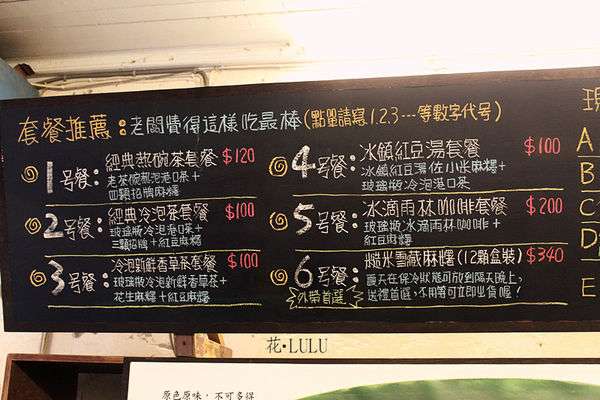 套餐推薦:老闆覺得這樣吃最棒(點單請寫1.2.3---等數字代号)
1号餐:經典熱碗茶套餐 $120
老茶碗熱泡港口茶+
四顆招牌麻糬
2号餐:經典冷泡茶套餐 $100
玻璃瓶冷泡港口茶+
三顆招牌+紅豆麻糬
3号餐:冷泡新鮮香草茶套餐 $100
玻璃瓶冷泡新鮮香草茶+
花生麻糬+紅豆麻糬
4号餐:冰鎮紅豆湯套餐 $100
冰鎮紅豆湯佐小米麻糬+
玻璃瓶冷泡港口茶
5号餐:冰滴雨林咖啡套餐 $200
玻璃瓶冰滴雨林咖啡+
紅豆麻糬
6号餐:糙米雪藏麻糬(12顆盒裝) $340
外帶首選
夏天在保冷狀態可放到隔天晚上,
送禮首選,不用等可立即出貨喔!
現
A
B
C
D
E
花·LULU
原色原味,不可多得